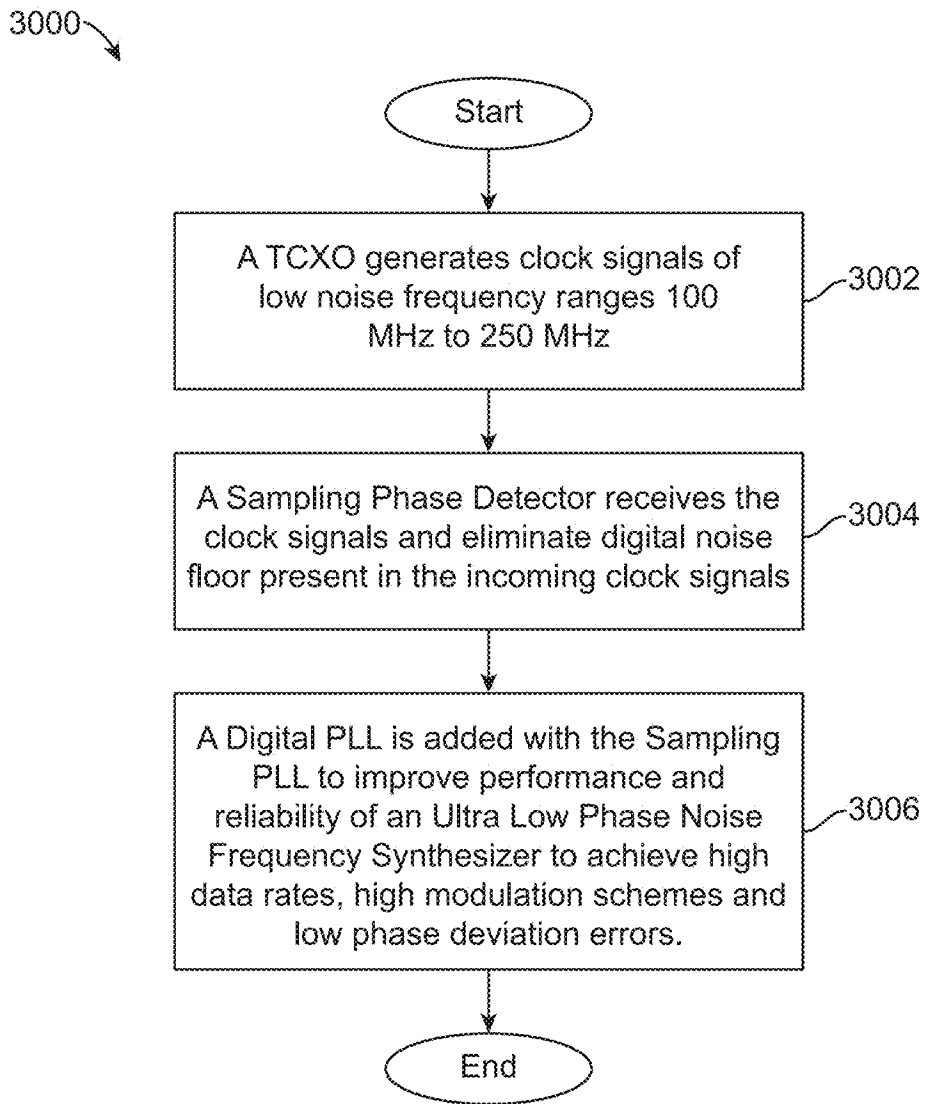 3000
Start
A TCXO generates clock signals of
low noise frequency ranges 100
MHz to 250 MHz
3002
A Sampling Phase Detector receives the
clock signals and eliminate digital noise
floor present in the incoming clock signals
3004
A Digital PLL is added with the Sampling
PLL to improve performance and
reliability of an Ultra Low Phase Noise
Frequency Synthesizer to achieve high
data rates, high modulation schemes and
low phase deviation errors.
3006
End